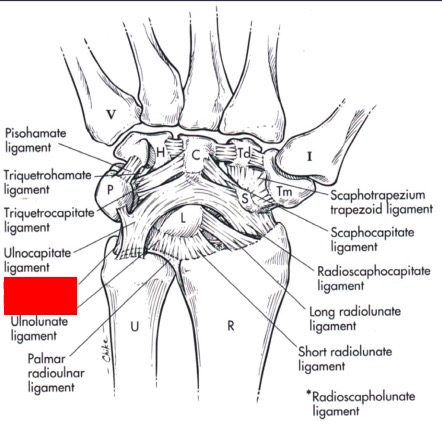 V
I
H
C
Td
P
S
Tm
L
U
R
Pisohamate
ligament
Triquetrohamate
ligament
Triquetrocapitate
ligament
Ulnocapitate
ligament
Ulnolunate
ligament
Palmar
radioulnar
ligament
Scaphotrapezium
trapezoid ligament
Scaphocapitate
ligament
Radioscaphocapitate
ligament
Long radiolunate
ligament
Short radiolunate
ligament
*Radioscapholunate
ligament
*